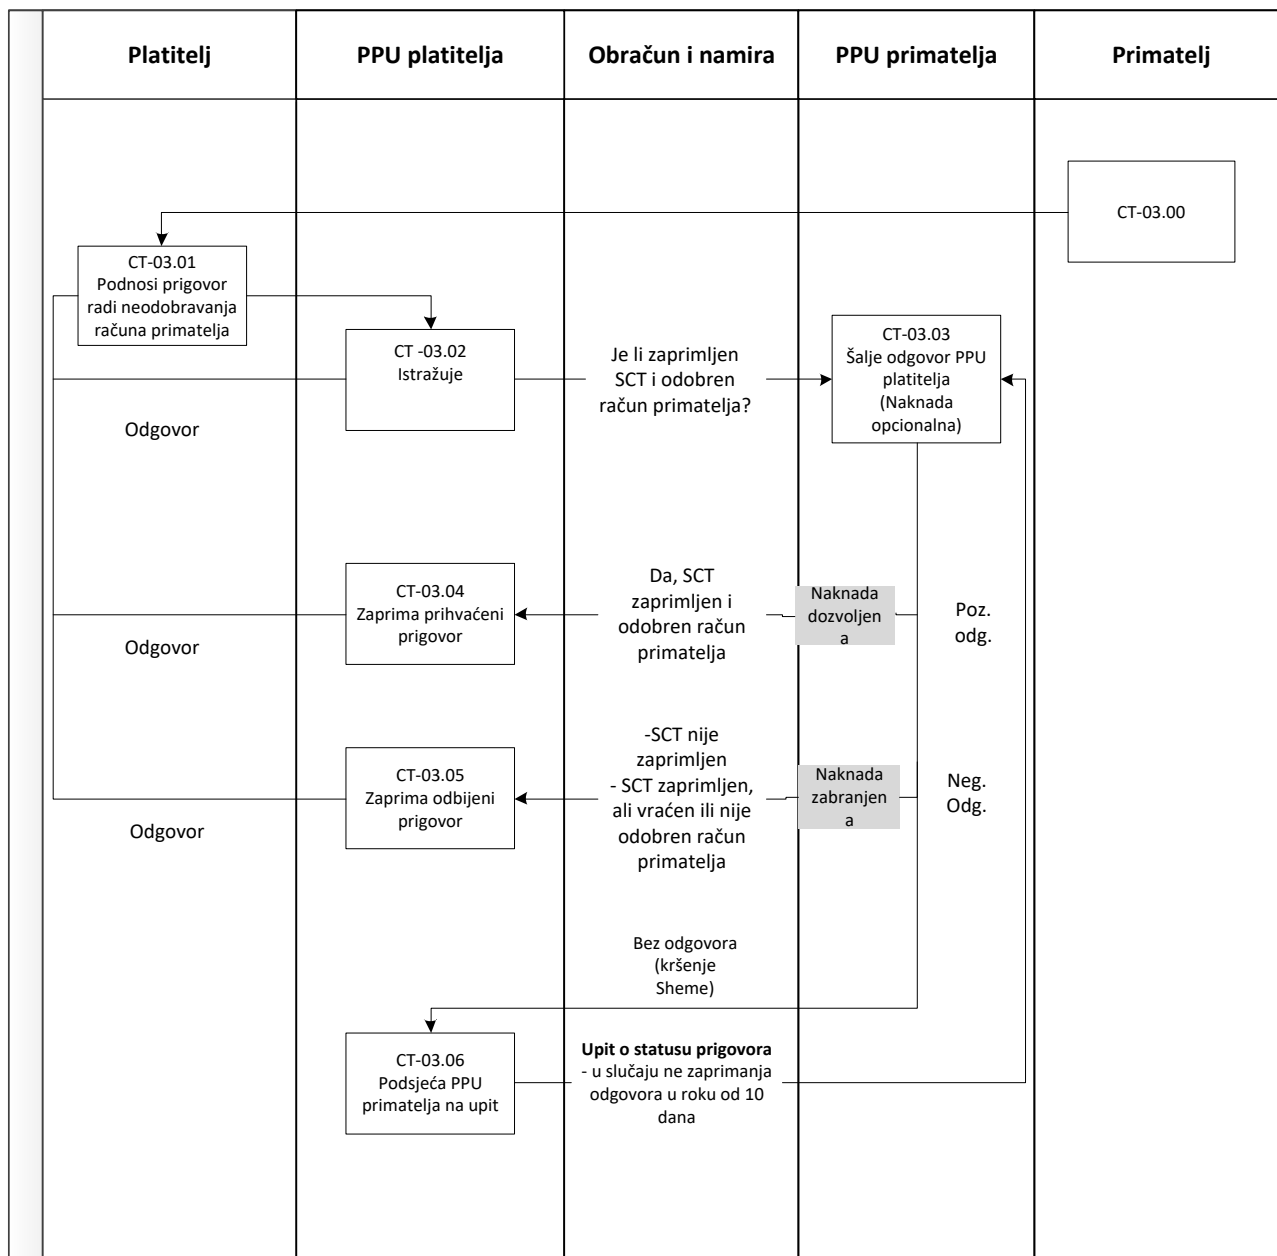 Platitelj
PPU platitelja
Obračun i namira
PPU primatelja
Primatelj
CT-03.00
CT-03.01
Podnosi prigovor
radi neodobravanja
računa primatelja
CT -03.02
Istražuje
Je li zaprimljen
SCT i odobren
račun primatelja?
CT-03.03
Šalje odgovor PPU
platitelja
(Naknada
opcionalna)
Odgovor
CT-03.04
Zaprima prihvaćeni
prigovor
Da, SCT
zaprimljen i
odobren račun
primatelja
Naknada
dozvoljen
a
Poz.
odg.
Odgovor
CT-03.05
Zaprima odbijeni
prigovor
-SCT nije
zaprimljen
- SCT zaprimljen,
ali vraćen ili nije
odobren račun
primatelja
Naknada
zabranjen
a
Neg.
Odg.
Odgovor
Bez odgovora
(kršenje
Sheme)
CT-03.06
Podsjeća PPU
primatelja na upit
Upit o statusu prigovora
- u slučaju ne zaprimanja
odgovora u roku od 10
dana